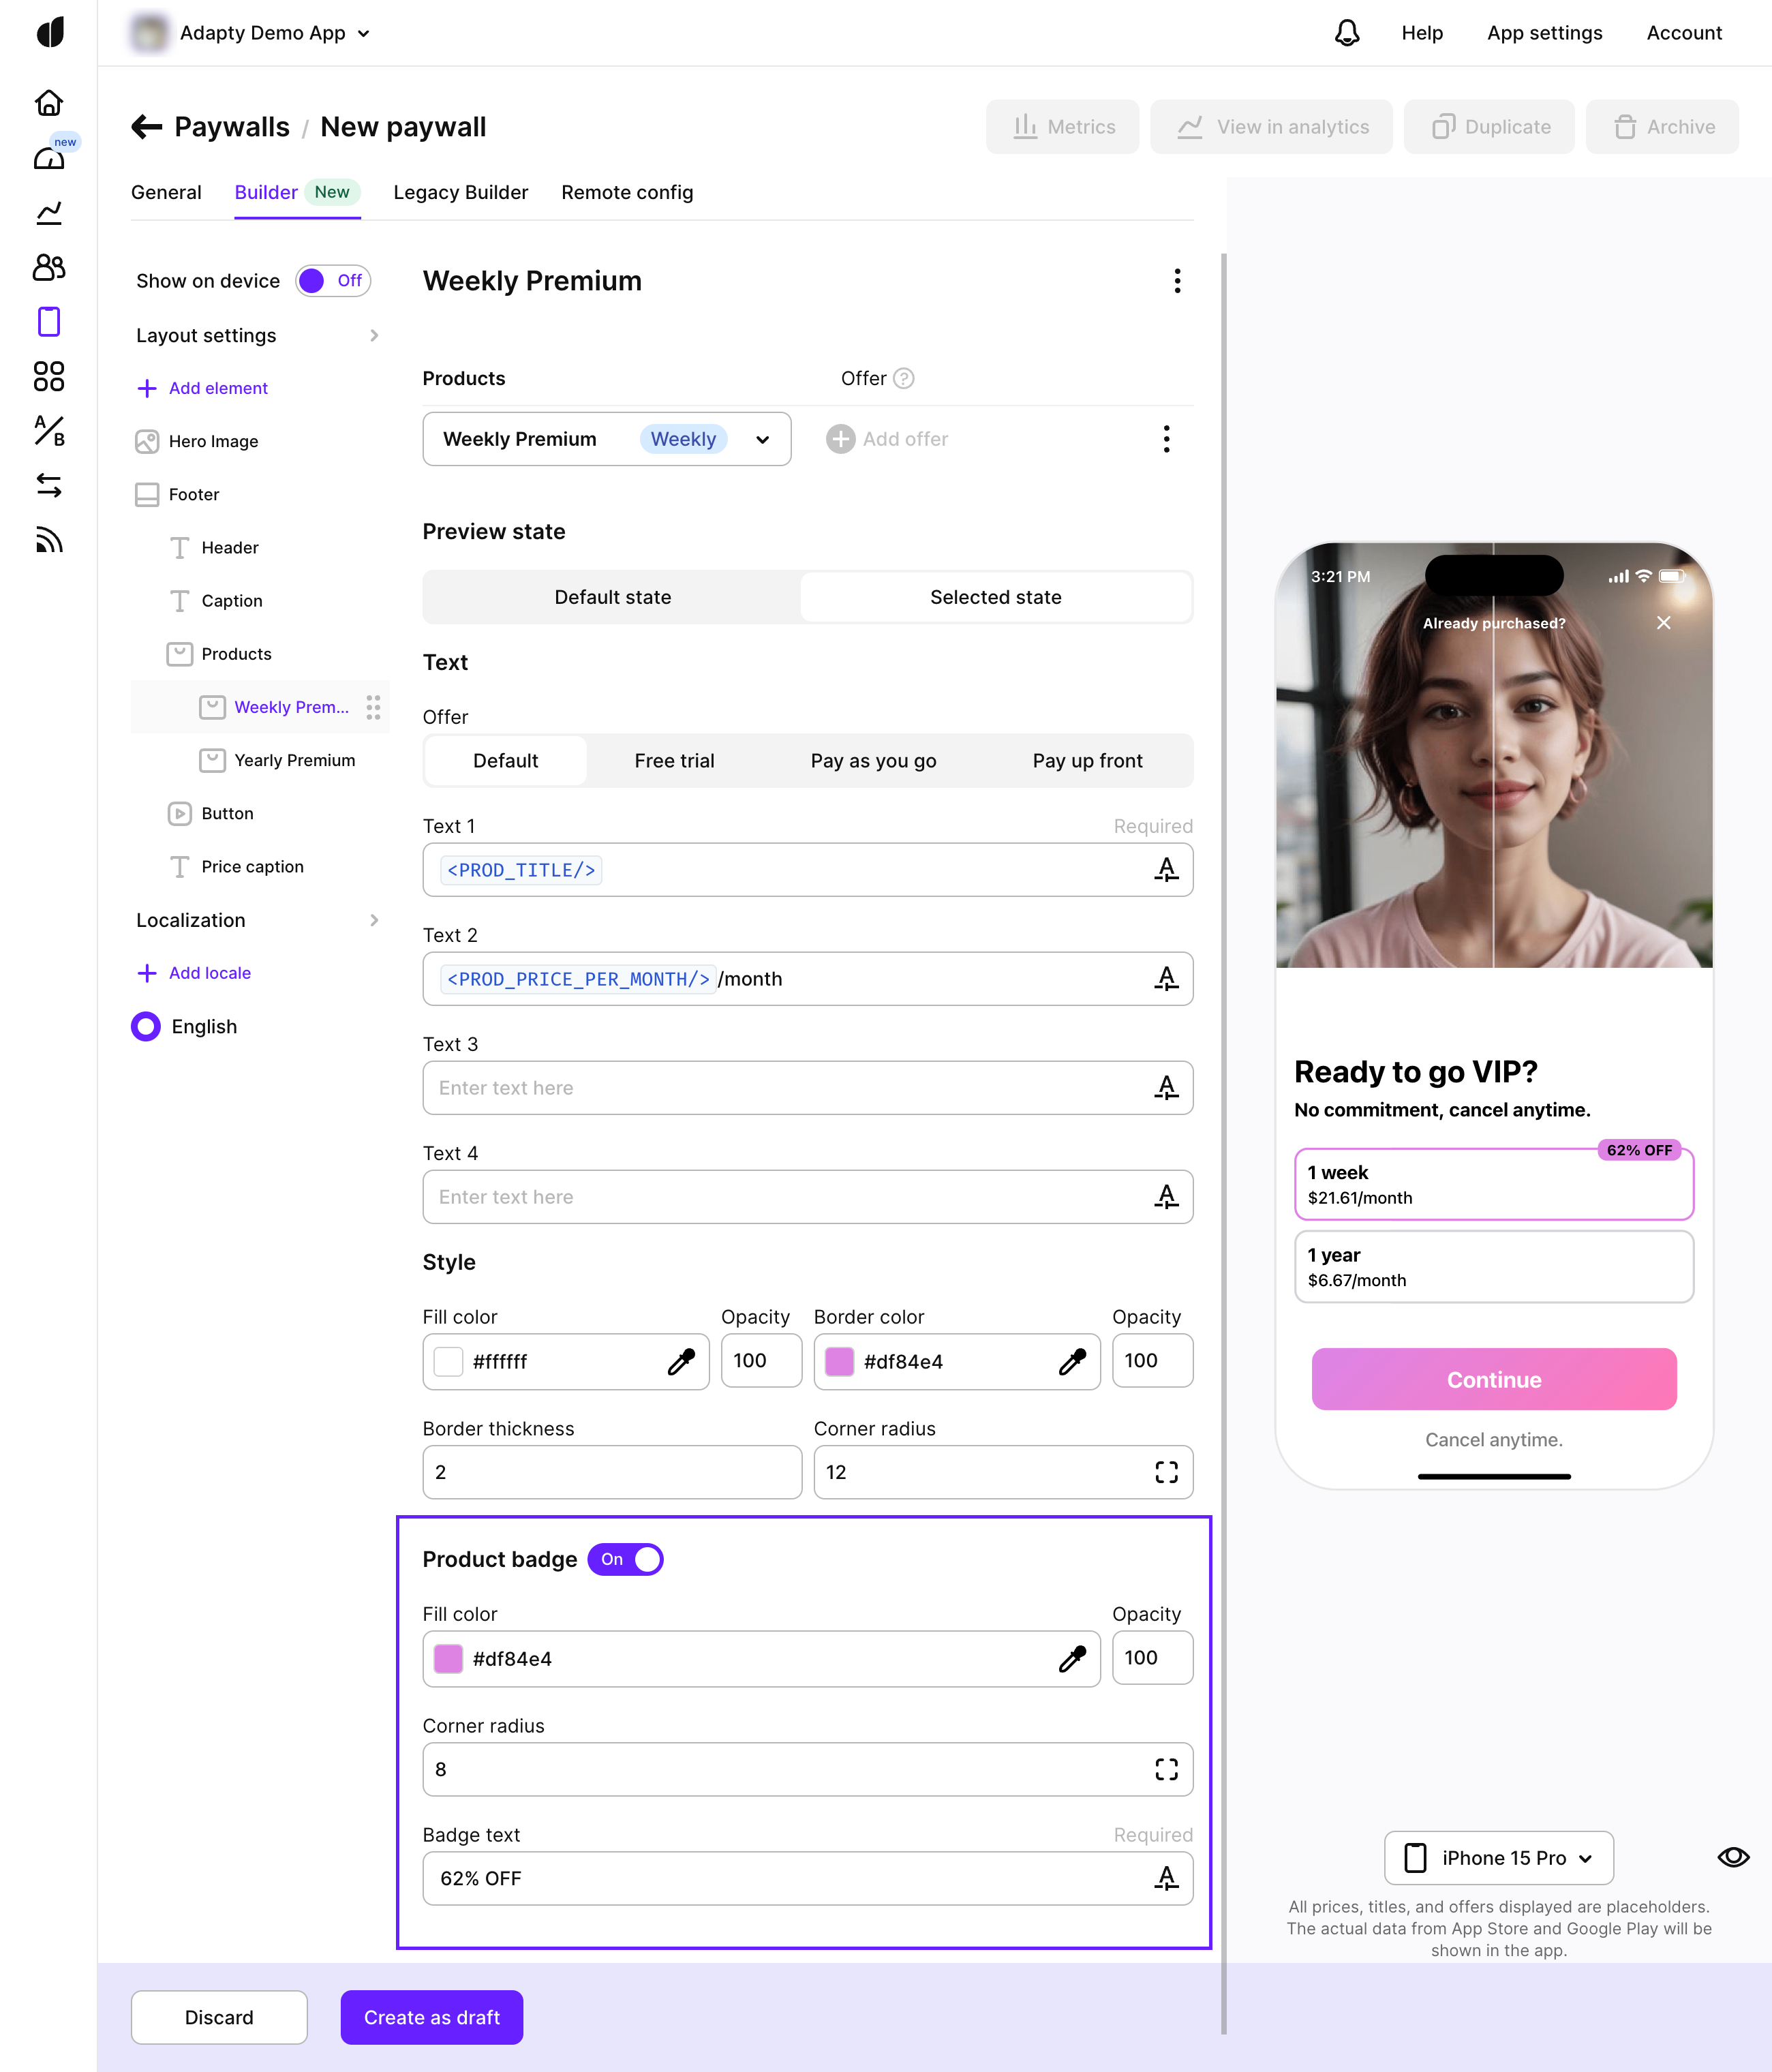 Adapty Demo App
Help
App settings
Account
new
Paywalls / New paywall
Metrics
View in analytics
Duplicate
Archive
General
Builder New
Legacy Builder
Remote config
Show on device Off
Layout settings
Add element
Hero Image
Footer
Header
Caption
Products
Weekly Prem...
Yearly Premium
Button
Price caption
Localization
Add locale
English
Weekly Premium
Products
Offer ?
Weekly Premium Weekly
Add offer
Preview state
Default state
Selected state
Text
Offer
Default
Free trial
Pay as you go
Pay up front
Text 1
Required
<PROD_TITLE/>
Text 2
<PROD_PRICE_PER_MONTH/>/month
Text 3
Enter text here
Text 4
Enter text here
Style
Fill color
Opacity
Border color
Opacity
#ffffff
100
#df84e4
100
Border thickness
Corner radius
2
12
Product badge On
Fill color
Opacity
#df84e4
100
Corner radius
8
Badge text
Required
62% OFF
Discard
Create as draft
3:21 PM
Already purchased?
Ready to go VIP?
No commitment, cancel anytime.
62% OFF
1 week
$21.61/month
1 year
$6.67/month
Continue
Cancel anytime.
iPhone 15 Pro
All prices, titles, and offers displayed are placeholders.
The actual data from App Store and Google Play will be
shown in the app.